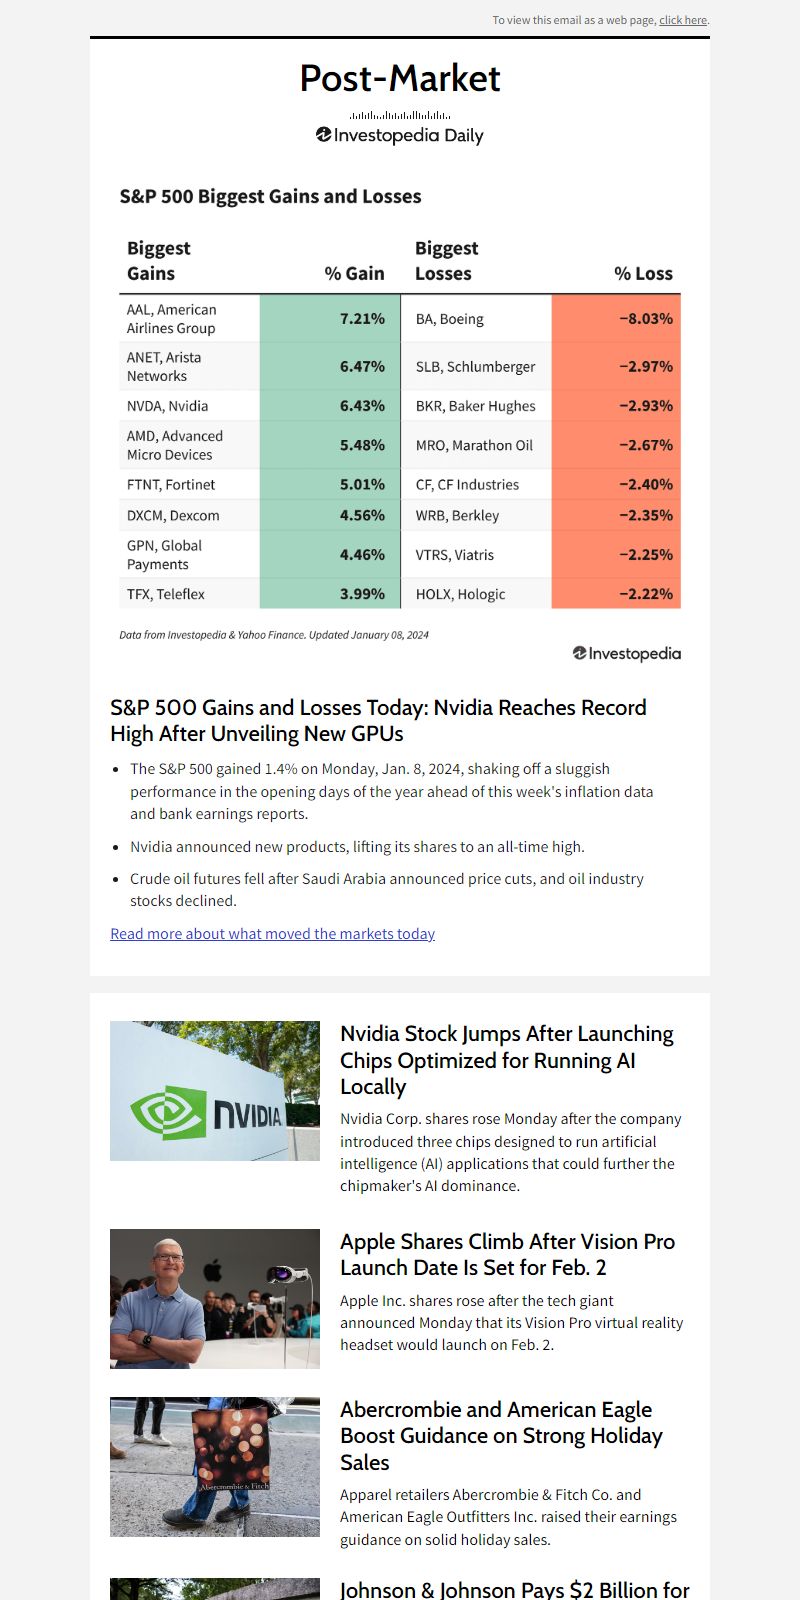 To view this email as a web page, click here.
Post-Market
Investopedia Daily
S&P 500 Biggest Gains and Losses
Biggest Gains % Gain Biggest Losses % Loss
AAL, American Airlines Group 7.21% BA, Boeing −8.03%
ANET, Arista Networks 6.47% SLB, Schlumberger −2.97%
NVDA, Nvidia 6.43% BKR, Baker Hughes −2.93%
AMD, Advanced Micro Devices 5.48% MRO, Marathon Oil −2.67%
FTNT, Fortinet 5.01% CF, CF Industries −2.40%
DXCM, Dexcom 4.56% WRB, Berkley −2.35%
GPN, Global Payments 4.46% VTRS, Viatris −2.25%
TFX, Teleflex 3.99% HOLX, Hologic −2.22%
Data from Investopedia & Yahoo Finance. Updated January 08, 2024
Investopedia
S&P 500 Gains and Losses Today: Nvidia Reaches Record
High After Unveiling New GPUs
• The S&P 500 gained 1.4% on Monday, Jan. 8, 2024, shaking off a sluggish
performance in the opening days of the year ahead of this week's inflation data
and bank earnings reports.
• Nvidia announced new products, lifting its shares to an all-time high.
• Crude oil futures fell after Saudi Arabia announced price cuts, and oil industry
stocks declined.
Read more about what moved the markets today
NVIDIA
Nvidia Stock Jumps After Launching
Chips Optimized for Running AI
Locally
Nvidia Corp. shares rose Monday after the company
introduced three chips designed to run artificial
intelligence (AI) applications that could further the
chipmaker's AI dominance.
Apple Shares Climb After Vision Pro
Launch Date Is Set for Feb. 2
Apple Inc. shares rose after the tech giant
announced Monday that its Vision Pro virtual reality
headset would launch on Feb. 2.
Abercrombie & Fitch
Abercrombie and American Eagle
Boost Guidance on Strong Holiday
Sales
Apparel retailers Abercrombie & Fitch Co. and
American Eagle Outfitters Inc. raised their earnings
guidance on solid holiday sales.
Johnson & Johnson Pays $2 Billion for